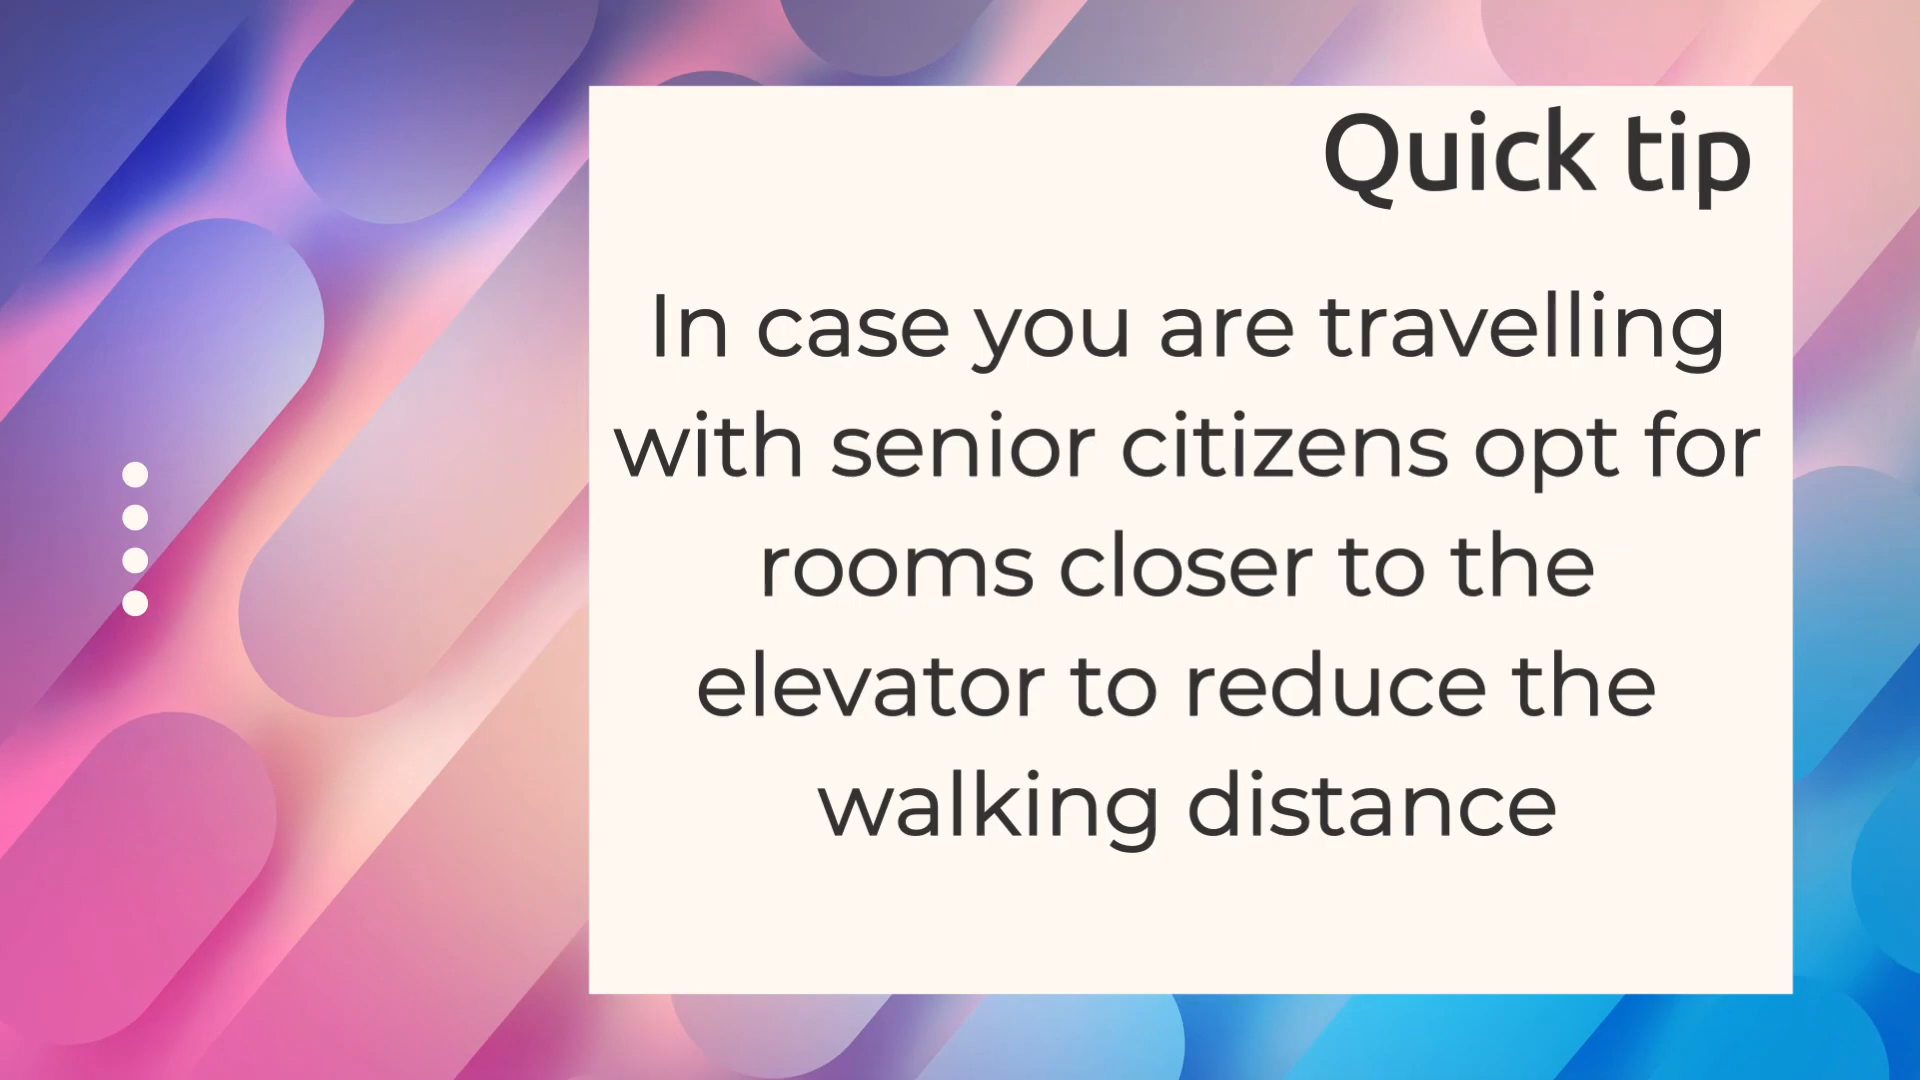 Quick tip
In case you are travelling
with senior citizens opt for
rooms closer to the
elevator to reduce the
walking distance